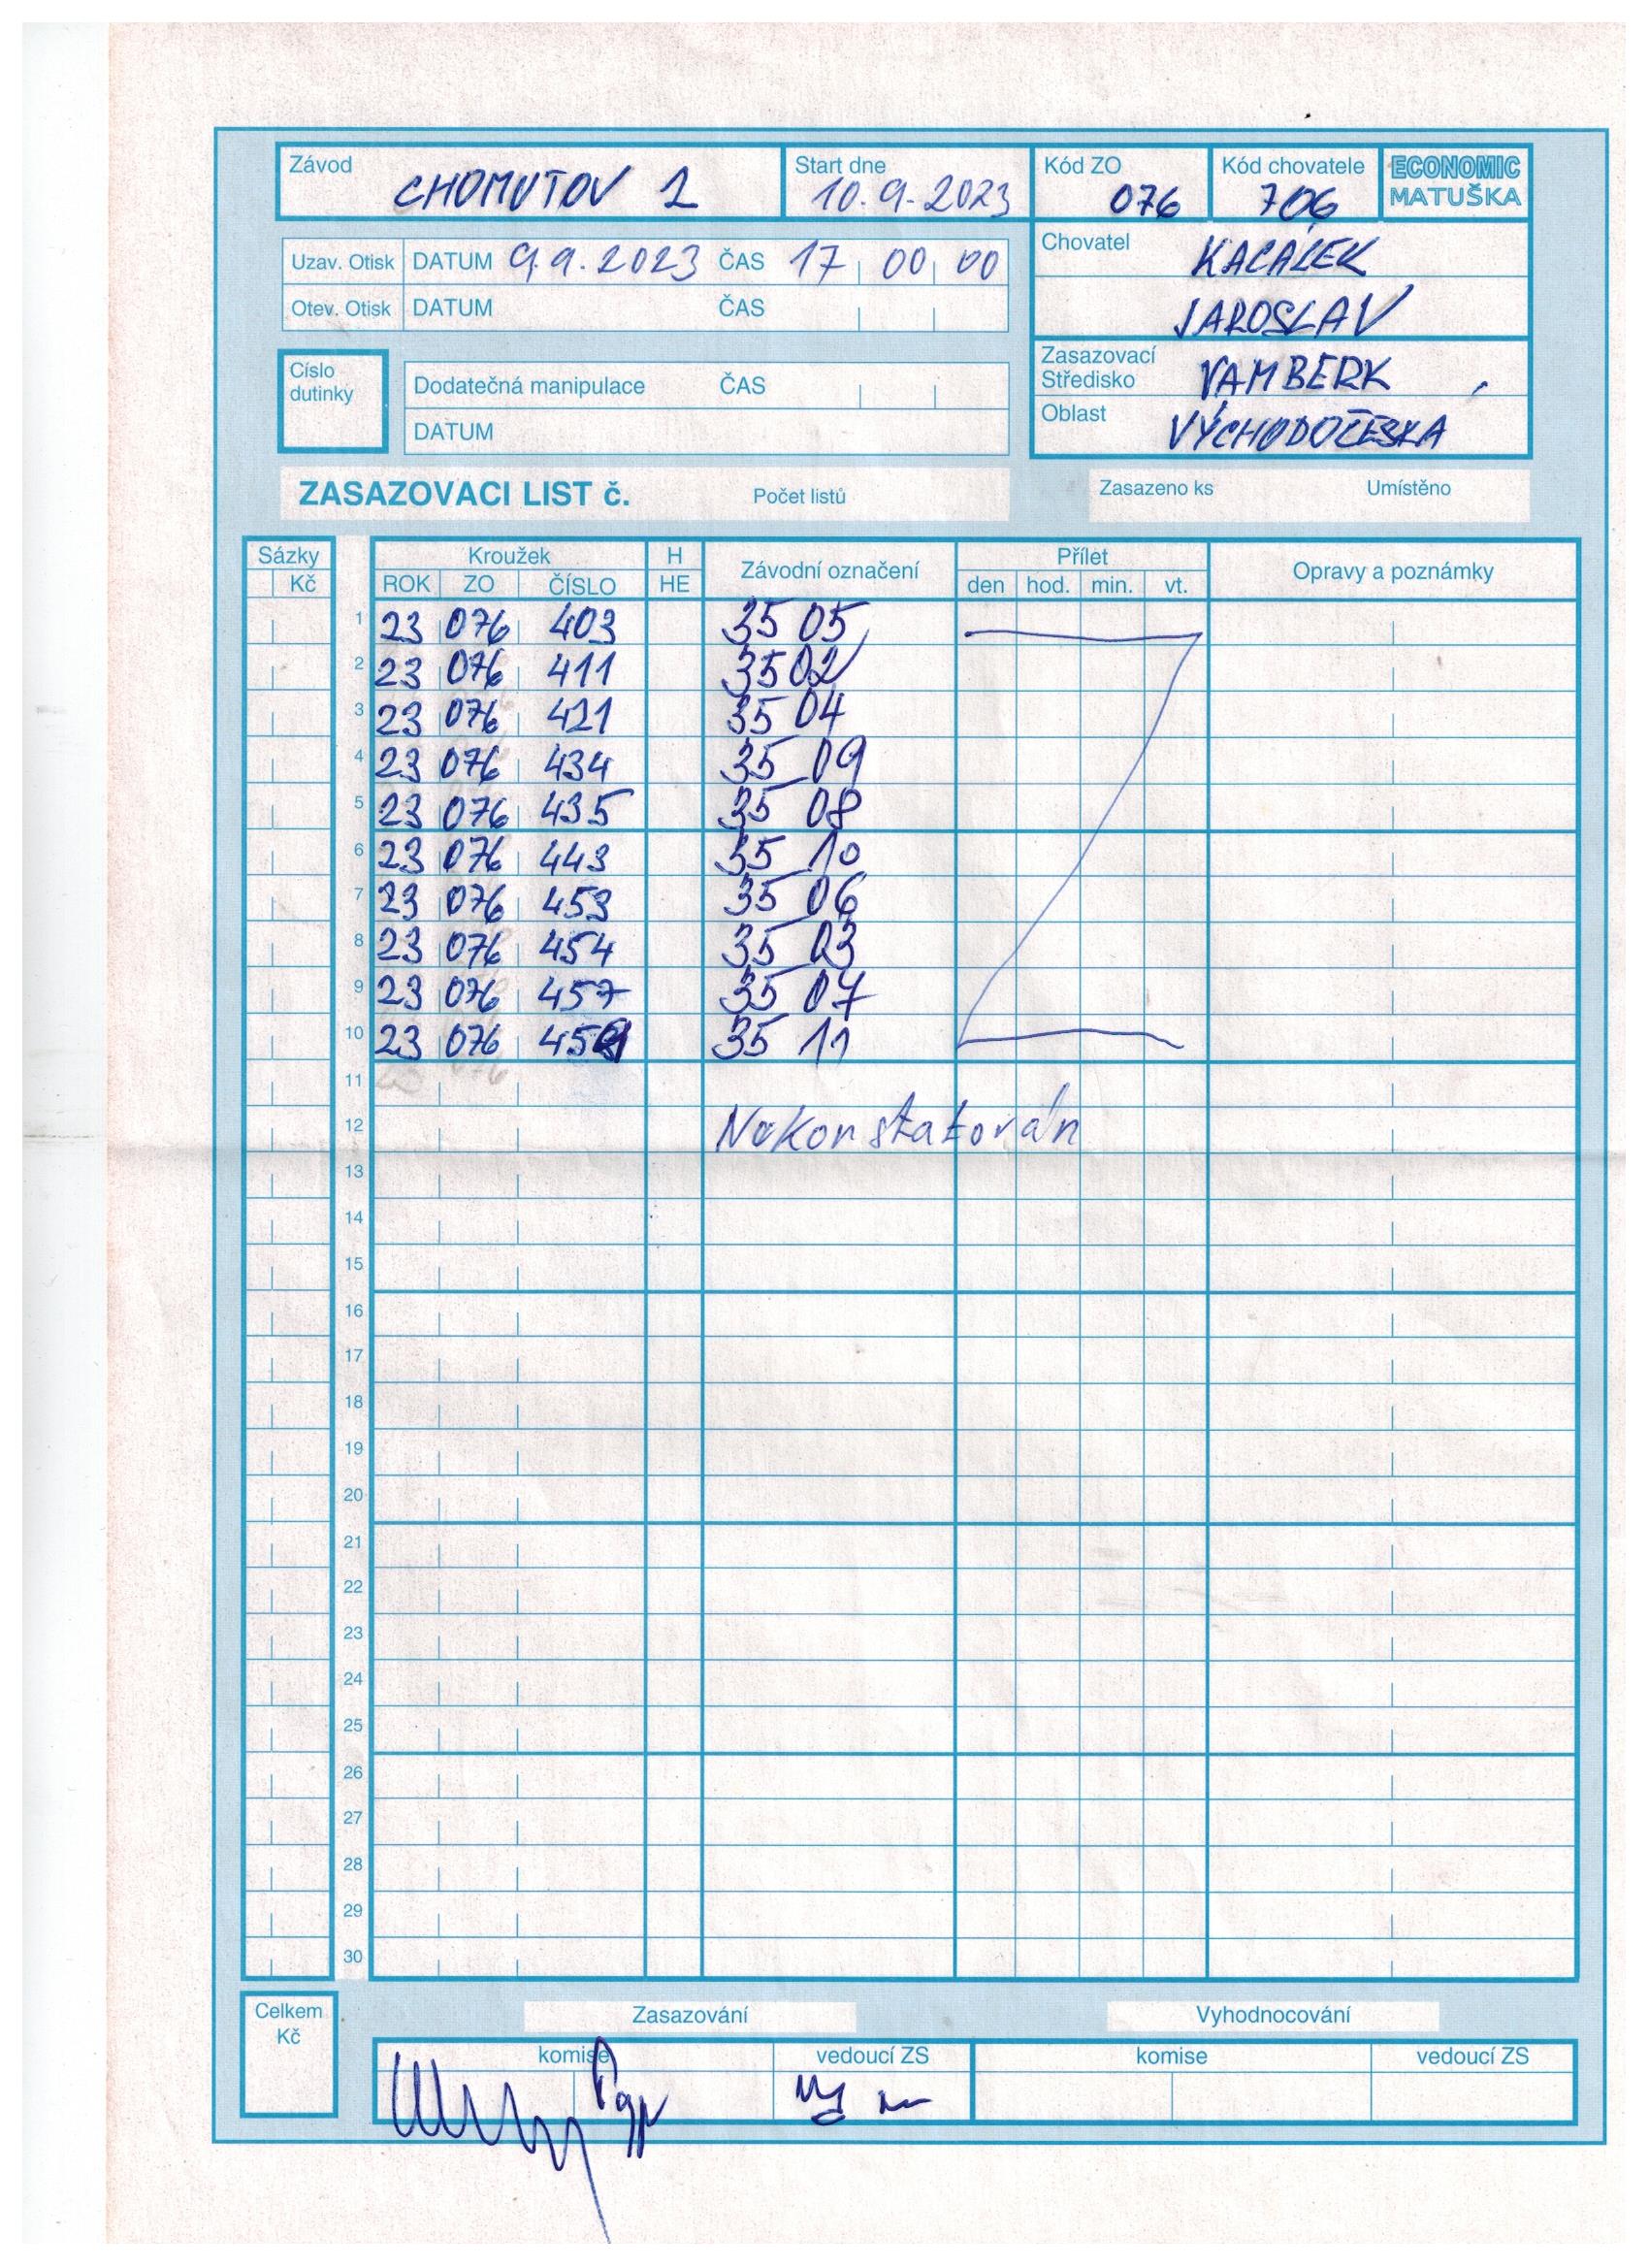 Závod CHOMUTOV 1 Start dne 10.9.2023 Kód ZO 076 Kód chovatele 706 ECONOMIC MATUŠKA
Uzav. Otisk DATUM 9.9.2023 ČAS 17 00 00
Otev. Otisk DATUM ČAS
Chovatel KACALEK
JAROSLAV
Číslo dutinky
Dodatečná manipulace ČAS
DATUM
Zasazovací Středisko VAMBERK
Oblast VÝCHODOČESKA
ZASAZOVACI LIST č. Počet listů Zasazeno ks Umístěno
Sázky Kroužek H Závodní označení Přílet Opravy a poznámky
Kč ROK ZO ČÍSLO HE den hod. min. vt.
1 23 076 403 35 05
2 23 076 411 35 02
3 23 076 421 35 04
4 23 076 434 35 09
5 23 076 435 35 08
6 23 076 443 35 10
7 23 076 453 35 06
8 23 076 454 35 03
9 23 076 457 35 07
10 23 076 35 11
11
12 Nekonstatován
13
14
15
16
17
18
19
20
21
22
23
24
25
26
27
28
29
30
Celkem Kč
Zasazování Vyhodnocování
komise vedoucí ZS komise vedoucí ZS